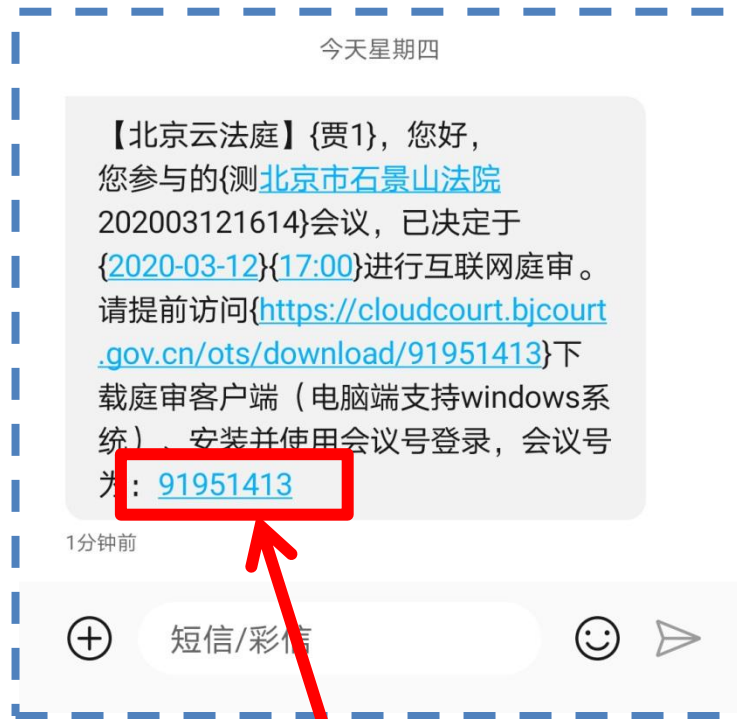 今天星期四
【北京云法庭】{贾1}，您好，
您参与的{测北京市石景山法院
202003121614}会议，已决定于
{2020-03-12}{17:00}进行互联网庭审。
请提前访问{https://cloudcourt.bjcourt
.gov.cn/ots/download/91951413}下
载庭审客户端（电脑端支持windows系
统）、安装并使用会议号登录，会议号
为：91951413
1分钟前
短信/彩信